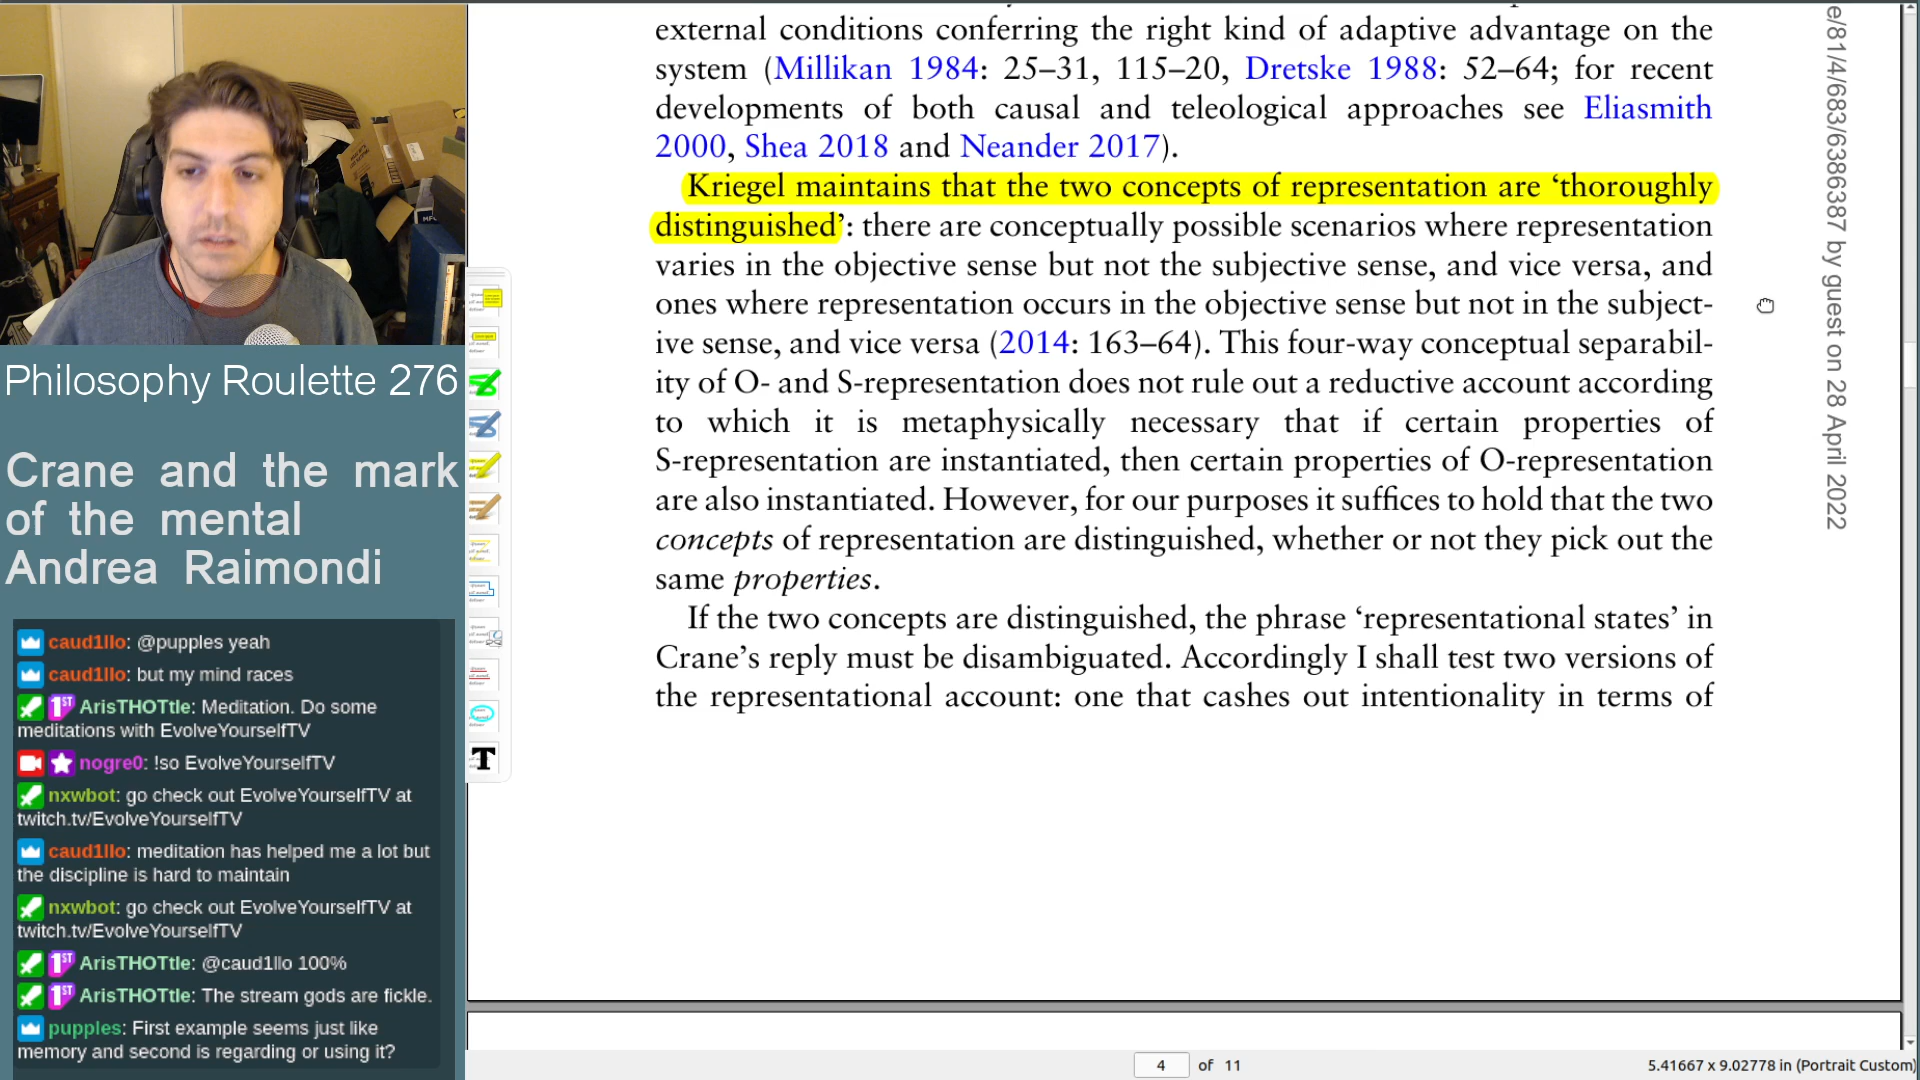 external conditions conferring the right kind of adaptive advantage on the
system (Millikan 1984: 25–31, 115–20, Dretske 1988: 52–64; for recent
developments of both causal and teleological approaches see Eliasmith
2000, Shea 2018 and Neander 2017).
Kriegel maintains that the two concepts of representation are ‘thoroughly
distinguished’: there are conceptually possible scenarios where representation
varies in the objective sense but not the subjective sense, and vice versa, and
ones where representation occurs in the objective sense but not in the subject-
ive sense, and vice versa (2014: 163–64). This four-way conceptual separabil-
ity of O- and S-representation does not rule out a reductive account according
to which it is metaphysically necessary that if certain properties of
S-representation are instantiated, then certain properties of O-representation
are also instantiated. However, for our purposes it suffices to hold that the two
concepts of representation are distinguished, whether or not they pick out the
same properties.
If the two concepts are distinguished, the phrase ‘representational states’ in
Crane’s reply must be disambiguated. Accordingly I shall test two versions of
the representational account: one that cashes out intentionality in terms of
e/81/4/683/6386387 by guest on 28 April 2022
Philosophy Roulette 276
Crane and the mark
of the mental
Andrea Raimondi
caud1llo: @pupples yeah
caud1llo: but my mind races
1ST ArisTHOTtle: Meditation. Do some
meditations with EvolveYourselfTV
nogre0: !so EvolveYourselfTV
nxwbot: go check out EvolveYourselfTV at
twitch.tv/EvolveYourselfTV
caud1llo: meditation has helped me a lot but
the discipline is hard to maintain
nxwbot: go check out EvolveYourselfTV at
twitch.tv/EvolveYourselfTV
1ST ArisTHOTtle: @caud1llo 100%
1ST ArisTHOTtle: The stream gods are fickle.
pupples: First example seems just like
memory and second is regarding or using it?
T
4 of 11
5.41667 x 9.02778 in (Portrait Custom)